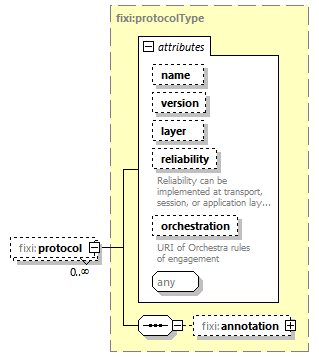 fixi:protocolType
attributes
name
version
layer
reliability
Reliability can be
implemented at transport,
session, or application lay...
orchestration
URI of Orchestra rules
of engagement
any
fixi:protocol
0..∞
fixi:annotation